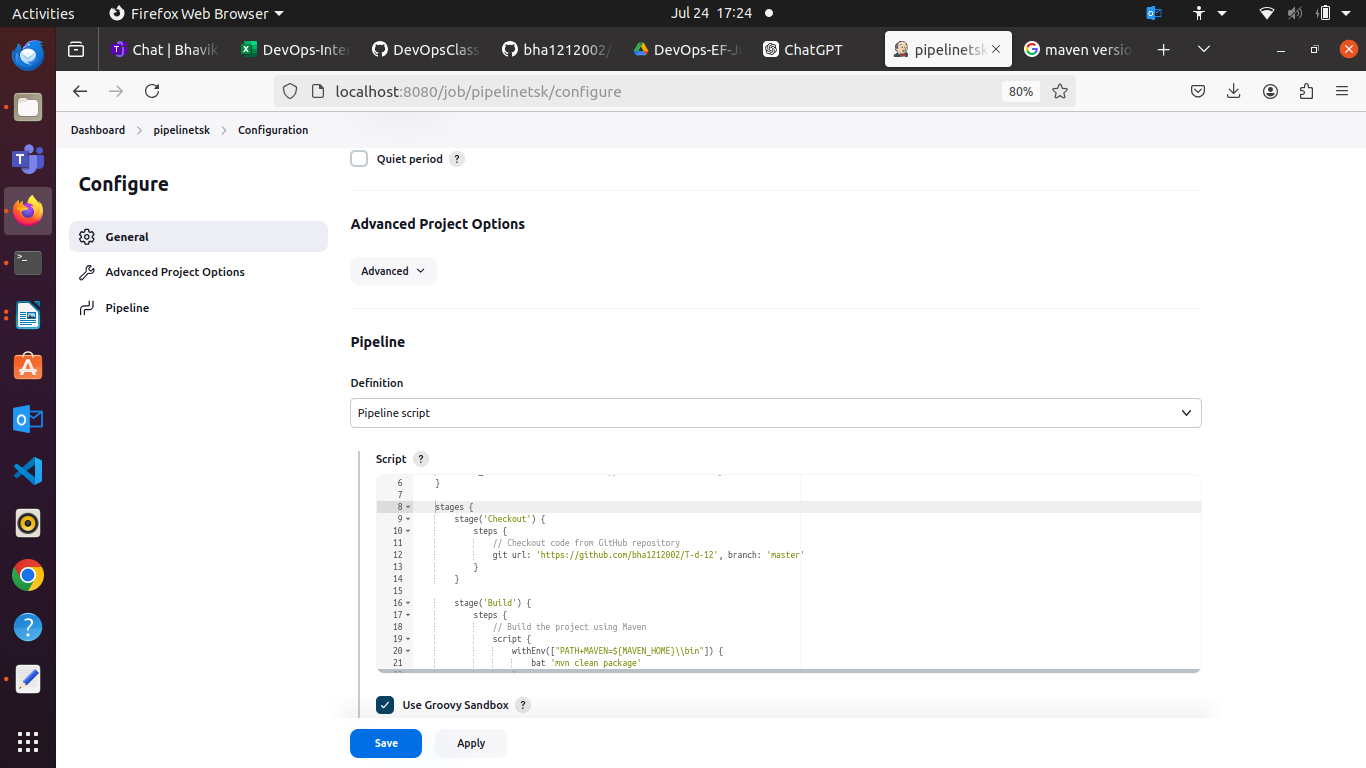 Activities
Firefox Web Browser
Jul 24 17:24
Chat | Bhavik
DevOps-Inter
DevOpsClass
bha1212002/
DevOps-EF-Ju
ChatGPT
pipelinetsk
maven versio
localhost:8080/job/pipelinetsk/configure
80%
Dashboard
pipelinetsk
Configuration
Configure
General
Advanced Project Options
Pipeline
Quiet period ?
Advanced Project Options
Advanced
Pipeline
Definition
Pipeline script
Script ?
6 }
7
8 stages {
9 stage('Checkout') {
10 steps {
11 // Checkout code from GitHub repository
12 git url: 'https://github.com/bha1212002/T-d-12', branch: 'master'
13 }
14 }
15
16 stage('Build') {
17 steps {
18 // Build the project using Maven
19 script {
20 withEnv(["PATH+MAVEN=${MAVEN_HOME}\\bin"]) {
21 bat 'mvn clean package'
Use Groovy Sandbox ?
Save
Apply